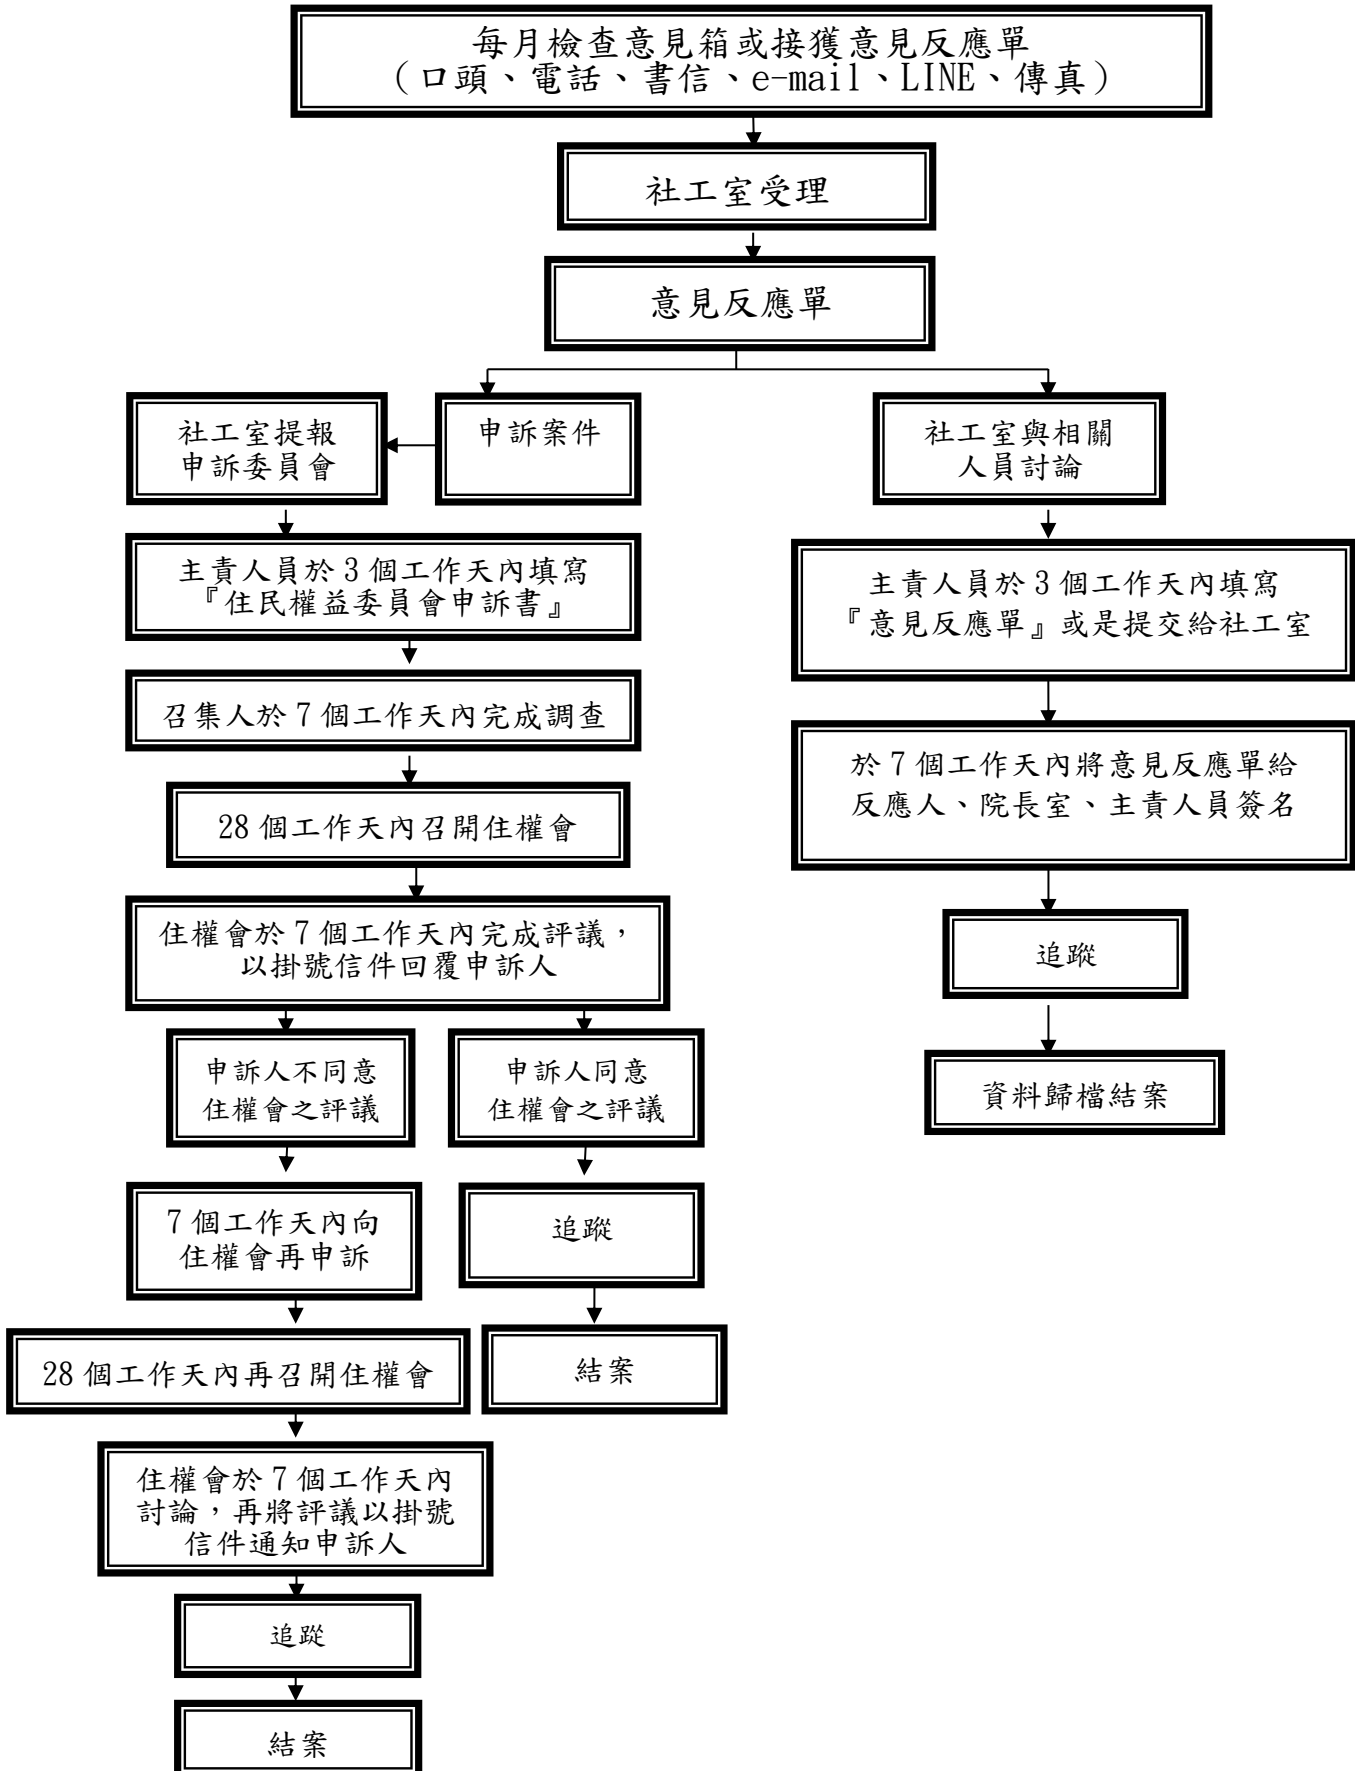 每月檢查意見箱或接獲意見反應單
（口頭、電話、書信、e-mail、LINE、傳真）
社工室受理
意見反應單
社工室提報
申訴委員會
申訴案件
社工室與相關
人員討論
主責人員於 3 個工作天內填寫
『住民權益委員會申訴書』
主責人員於 3 個工作天內填寫
『意見反應單』或是提交給社工室
召集人於 7 個工作天內完成調查
於 7 個工作天內將意見反應單給
反應人、院長室、主責人員簽名
28 個工作天內召開住權會
住權會於 7 個工作天內完成評議，
以掛號信件回覆申訴人
追蹤
申訴人不同意
住權會之評議
申訴人同意
住權會之評議
資料歸檔結案
7 個工作天內向
住權會再申訴
追蹤
28 個工作天內再召開住權會
結案
住權會於 7 個工作天內
討論，再將評議以掛號
信件通知申訴人
追蹤
結案